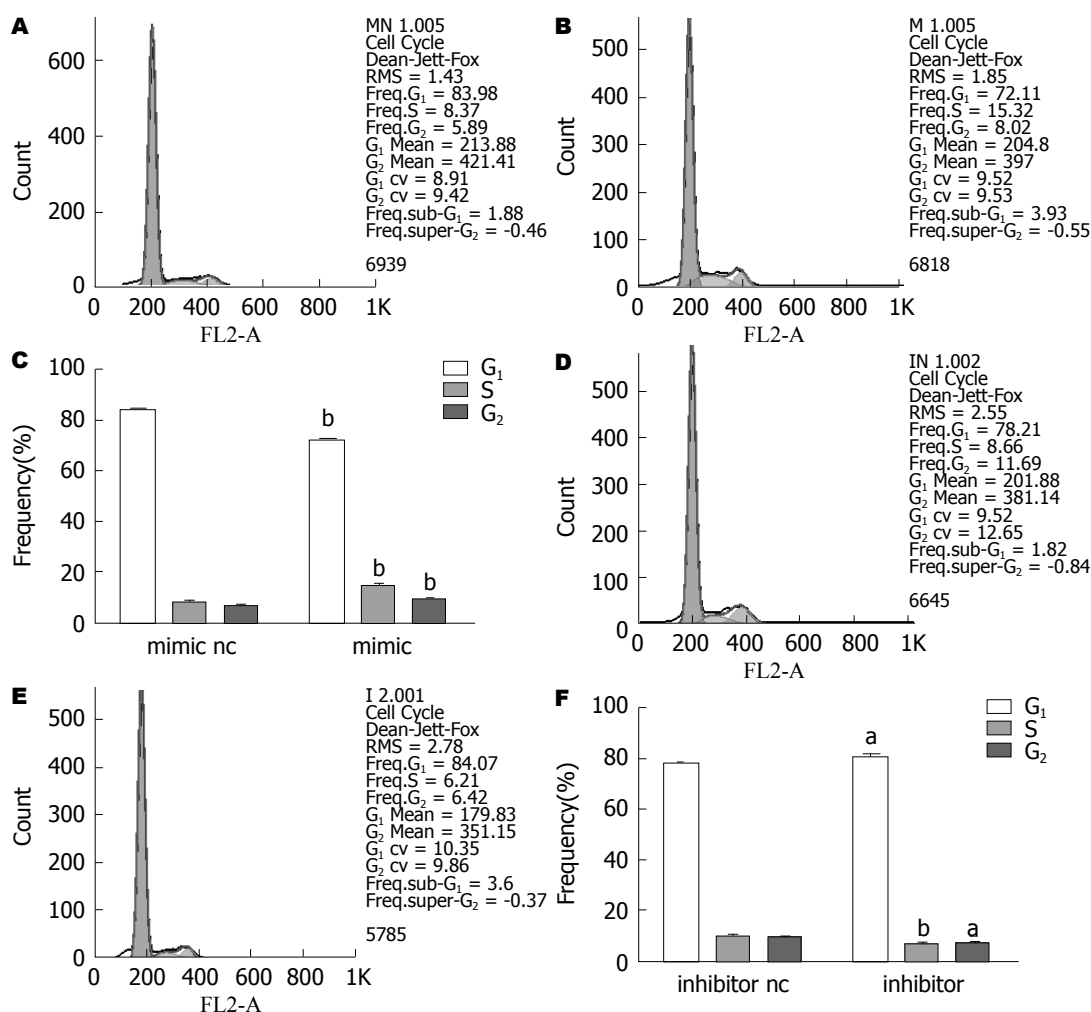 A
MN 1.005
Cell Cycle
Dean-Jett-Fox
RMS = 1.43
Freq.G₁ = 83.98
Freq.S = 8.37
Freq.G₂ = 5.89
G₁ Mean = 213.88
G₂ Mean = 421.41
G₁ cv = 8.91
G₂ cv = 9.42
Freq.sub-G₁ = 1.88
Freq.super-G₂ = -0.46
6939
Count
600
400
200
0
0 200 400 600 800 1K
FL2-A
B
M 1.005
Cell Cycle
Dean-Jett-Fox
RMS = 1.85
Freq.G₁ = 72.11
Freq.S = 15.32
Freq.G₂ = 8.02
G₁ Mean = 204.8
G₂ Mean = 397
G₁ cv = 9.52
G₂ cv = 9.53
Freq.sub-G₁ = 3.93
Freq.super-G₂ = -0.55
6818
Count
500
400
300
200
100
0
0 200 400 600 800 1K
FL2-A
C
Frequency(%)
100
80
60
40
20
0
G₁
S
G₂
b
b
b
mimic nc
mimic
D
IN 1.002
Cell Cycle
Dean-Jett-Fox
RMS = 2.55
Freq.G₁ = 78.21
Freq.S = 8.66
Freq.G₂ = 11.69
G₁ Mean = 201.88
G₂ Mean = 381.14
G₁ cv = 9.52
G₂ cv = 12.65
Freq.sub-G₁ = 1.82
Freq.super-G₂ = -0.84
6645
Count
500
400
300
200
100
0
0 200 400 600 800 1K
FL2-A
E
I 2.001
Cell Cycle
Dean-Jett-Fox
RMS = 2.78
Freq.G₁ = 84.07
Freq.S = 6.21
Freq.G₂ = 6.42
G₁ Mean = 179.83
G₂ Mean = 351.15
G₁ cv = 10.35
G₂ cv = 9.86
Freq.sub-G₁ = 3.6
Freq.super-G₂ = -0.37
5785
Count
500
400
300
200
100
0
0 200 400 600 800 1K
FL2-A
F
Frequency(%)
100
80
60
40
20
0
G₁
S
G₂
a
b
a
inhibitor nc
inhibitor